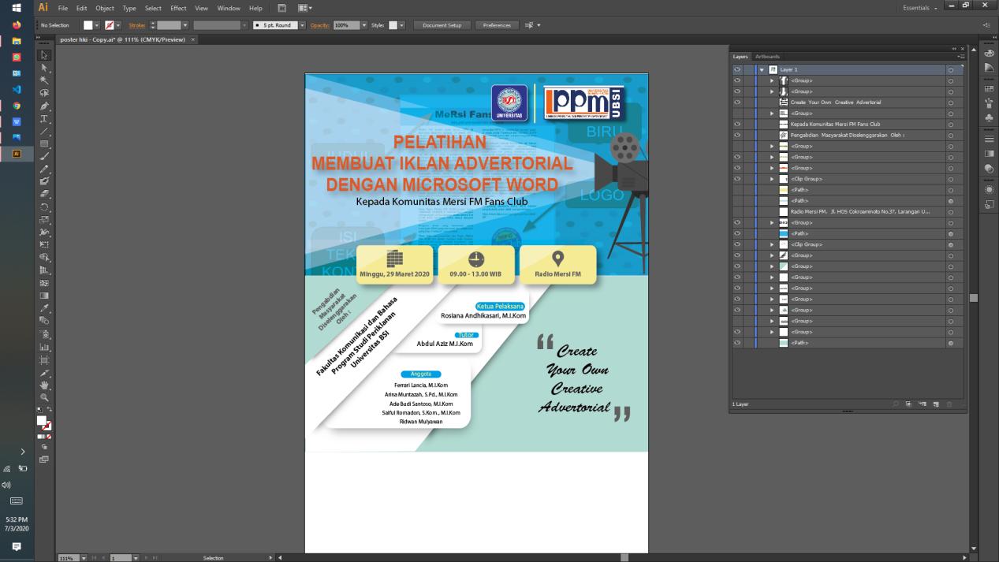 Ai File Edit Object Type Select Effect View Window Help Br Essentials
No Selection Stroke: 5 pt. Round Opacity: 100% Style: Document Setup Preferences
poster hki - Copy.ai* @ 111% (CMYK/Preview) ×
UNIVERSITAS
lppm
UBSI
MeRsi Fans
BIRU
JUDUL
PELATIHAN
MEMBUAT IKLAN ADVERTORIAL
DENGAN MICROSOFT WORD
LOGO
Kepada Komunitas Mersi FM Fans Club
ISI
TEK
KON
Minggu, 29 Maret 2020
09.00 - 13.00 WIB
Radio Mersi FM
Pengabdian
Masyarakat
Diselenggarakan
Oleh :
Fakultas Komunikasi dan Bahasa
Program Studi Periklanan
Universitas BSI
Ketua Pelaksana
Rosiana Andhikasari, M.I.Kom
Tutor
Abdul Aziz M.I.Kom
Anggota
Ferrari Lancia, M.I.Kom
Arina Muntazah, S.Pd., M.I.Kom
Ade Budi Santoso, M.I.Kom
Saiful Romadon, S.Kom., M.I.Kom
Ridwan Mulyawan
“ Create
Your Own
Creative
Advertorial ”
Layers Artboards
Layer 1
<Group>
<Group>
Create Your Own Creative Advertorial
<Group>
Kepada Komunitas Mersi FM Fans Club
Pengabdian Masyarakat Diselenggarakan Oleh :
<Group>
<Group>
<Group>
<Clip Group>
<Path>
<Path>
Radio Mersi FM, Jl. HOS Cokroaminoto No.37, Larangan U...
<Group>
<Path>
<Clip Group>
<Group>
<Group>
<Group>
<Group>
<Group>
<Group>
<Group>
<Group>
<Path>
1 Layer
5:32 PM
7/3/2020
111% 1 Selection